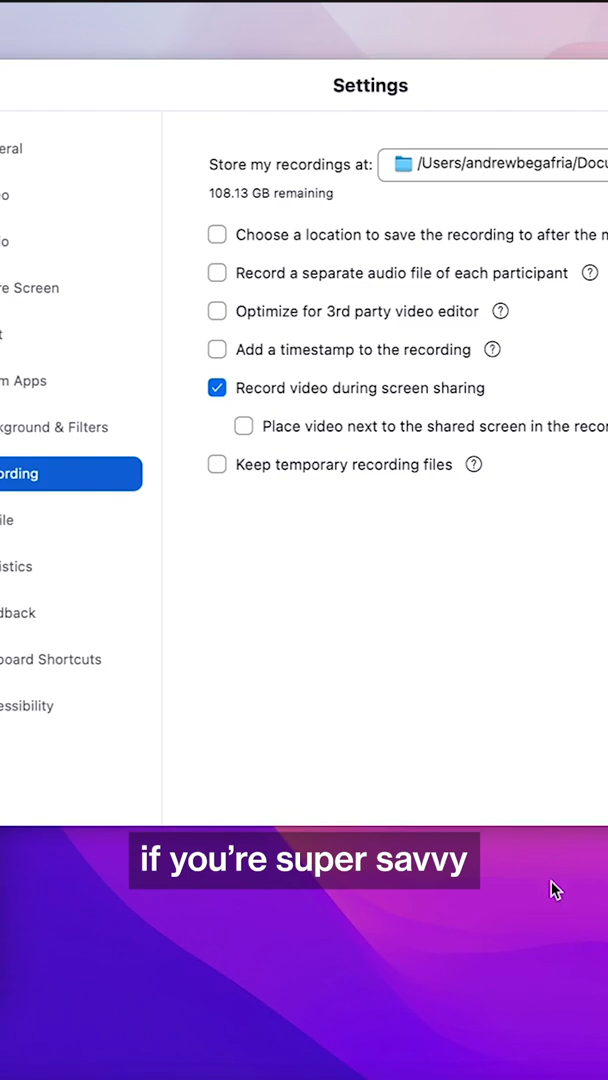 Settings
eral
eo
io
re Screen
t
m Apps
kground & Filters
ording
ile
istics
dback
board Shortcuts
essibility
Store my recordings at: /Users/andrewbegafria/Docu
108.13 GB remaining
Choose a location to save the recording to after the m
Record a separate audio file of each participant ?
Optimize for 3rd party video editor ?
Add a timestamp to the recording ?
Record video during screen sharing
Place video next to the shared screen in the recor
Keep temporary recording files ?
if you're super savvy